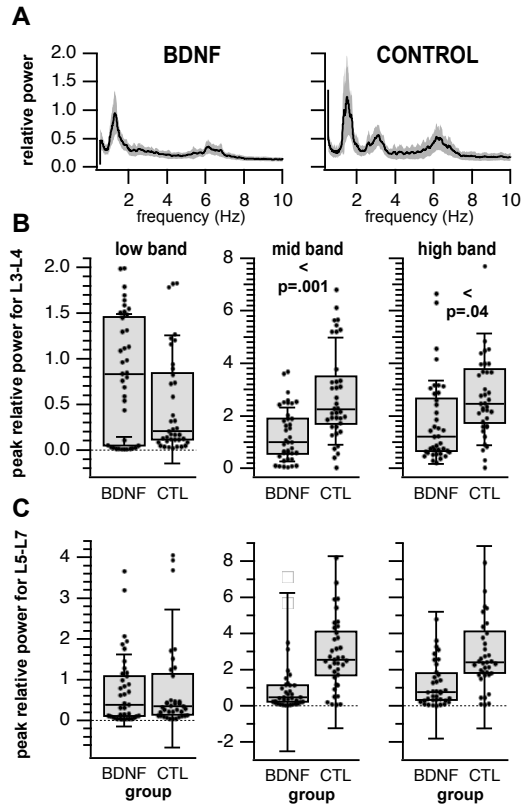 A
BDNF
CONTROL
relative power
2.0
1.5
1.0
0.5
0.0
2 4 6 8 10
2 4 6 8 10
frequency (Hz)
frequency (Hz)
B
low band
mid band
high band
<
p=.001
<
p=.04
peak relative power for L3-L4
2.0
1.5
1.0
0.5
0.0
8
6
4
2
0
8
6
4
2
0
BDNF CTL
BDNF CTL
BDNF CTL
C
peak relative power for L5-L7
4
3
2
1
0
8
6
4
2
0
-2
8
6
4
2
0
-2
BDNF CTL
BDNF CTL
BDNF CTL
group
group
group